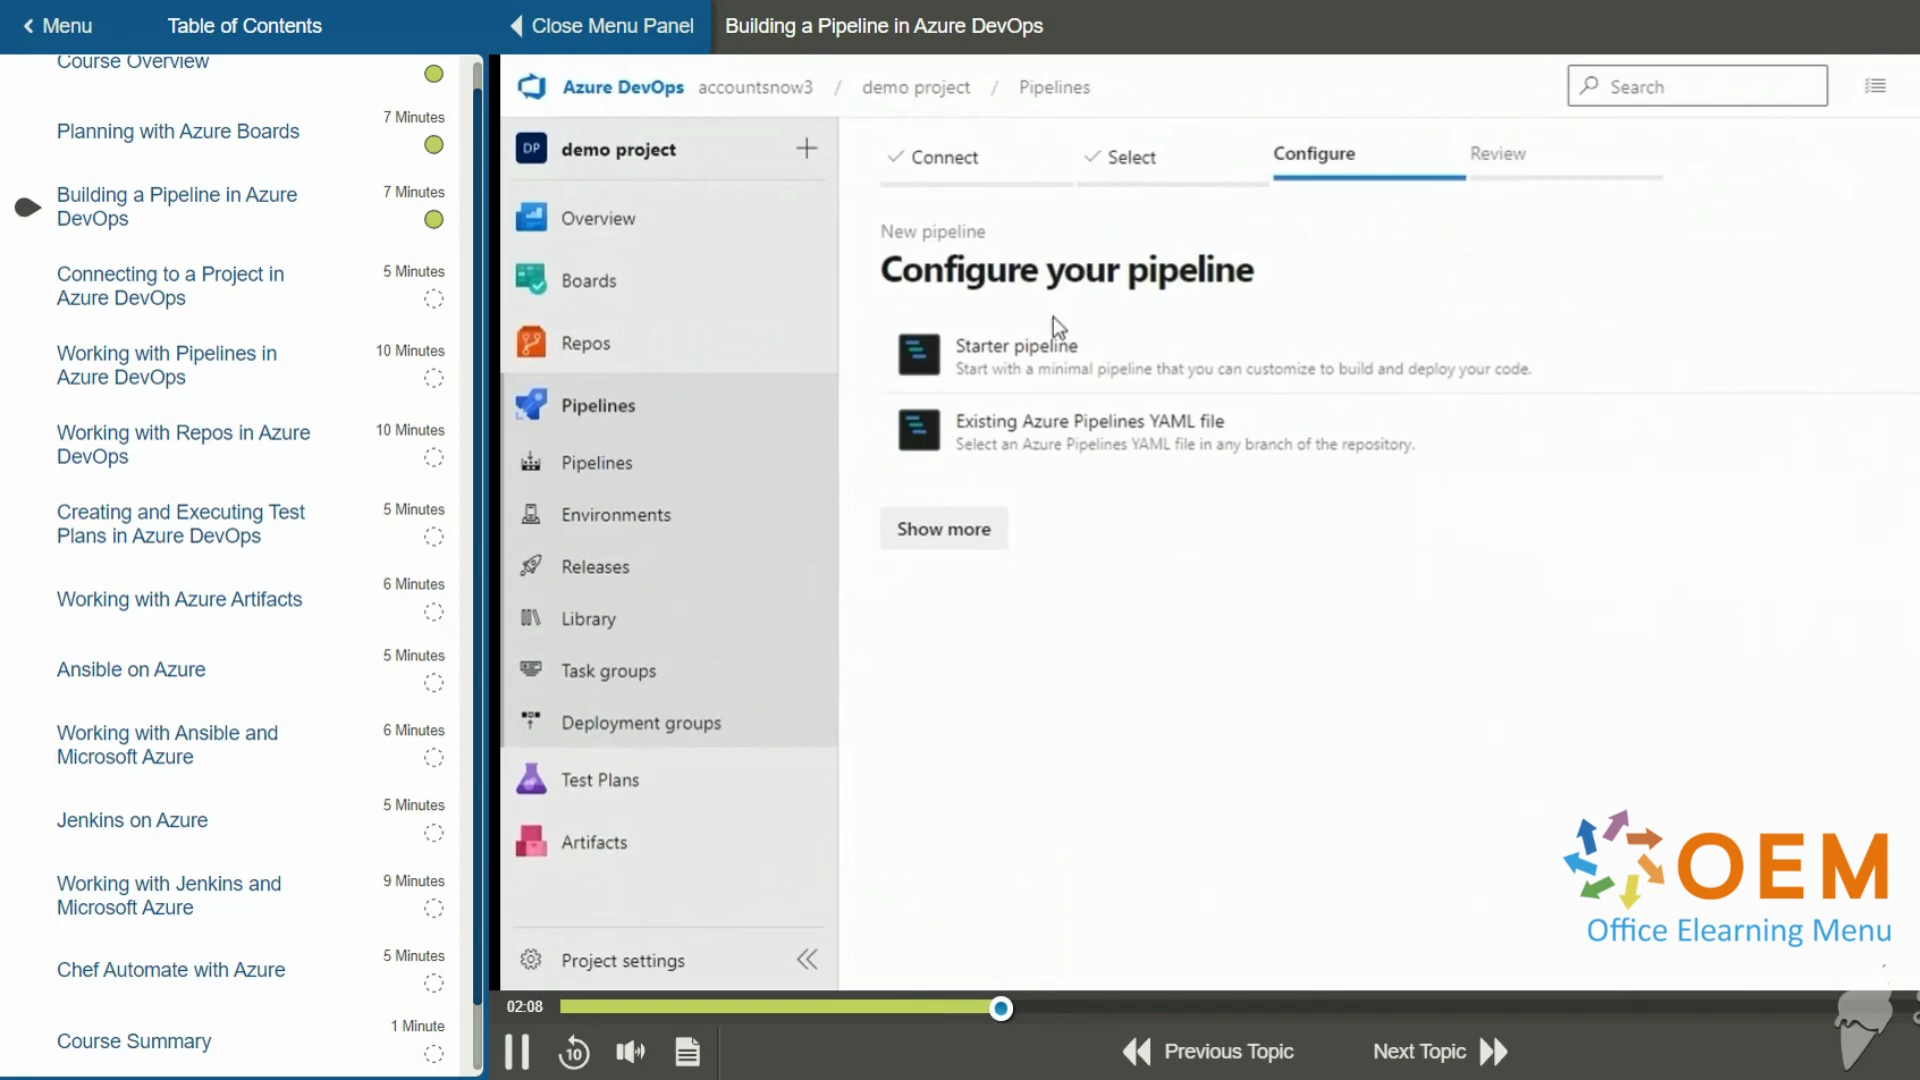 Menu
Table of Contents
Close Menu Panel
Building a Pipeline in Azure DevOps
Course Overview
7 Minutes
Planning with Azure Boards
7 Minutes
Building a Pipeline in Azure
DevOps
5 Minutes
Connecting to a Project in
Azure DevOps
10 Minutes
Working with Pipelines in
Azure DevOps
10 Minutes
Working with Repos in Azure
DevOps
5 Minutes
Creating and Executing Test
Plans in Azure DevOps
6 Minutes
Working with Azure Artifacts
5 Minutes
Ansible on Azure
6 Minutes
Working with Ansible and
Microsoft Azure
5 Minutes
Jenkins on Azure
9 Minutes
Working with Jenkins and
Microsoft Azure
5 Minutes
Chef Automate with Azure
1 Minute
Course Summary
Azure DevOps accountsnow3 / demo project / Pipelines
Search
DP demo project
Overview
Boards
Repos
Pipelines
Pipelines
Environments
Releases
Library
Task groups
Deployment groups
Test Plans
Artifacts
Project settings
Connect
Select
Configure
Review
New pipeline
Configure your pipeline
Starter pipeline
Start with a minimal pipeline that you can customize to build and deploy your code.
Existing Azure Pipelines YAML file
Select an Azure Pipelines YAML file in any branch of the repository.
Show more
OEM
Office Elearning Menu
02:08
10
Previous Topic
Next Topic